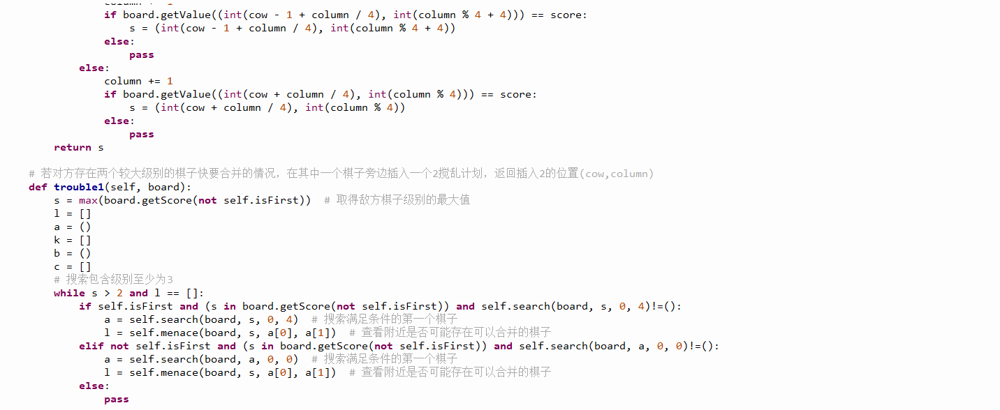 if board.getValue((int(cow - 1 + column / 4), int(column % 4 + 4))) == score:
s = (int(cow - 1 + column / 4), int(column % 4 + 4))
else:
pass
else:
column += 1
if board.getValue((int(cow + column / 4), int(column % 4))) == score:
s = (int(cow + column / 4), int(column % 4))
else:
pass
return s
# 若对方存在两个较大级别的棋子快要合并的情况，在其中一个棋子旁边插入一个2搅乱计划，返回插入2的位置(cow,column)
def trouble1(self, board):
s = max(board.getScore(not self.isFirst))  # 取得敌方棋子级别的最大值
l = []
a = ()
k = []
b = ()
c = []
# 搜索包含级别至少为3
while s > 2 and l == []:
if self.isFirst and (s in board.getScore(not self.isFirst)) and self.search(board, s, 0, 4)!=():
a = self.search(board, s, 0, 4)  # 搜索满足条件的第一个棋子
l = self.menace(board, s, a[0], a[1])  # 查看附近是否可能存在可以合并的棋子
elif not self.isFirst and (s in board.getScore(not self.isFirst)) and self.search(board, a, 0, 0)!=():
a = self.search(board, a, 0, 0)  # 搜索满足条件的第一个棋子
l = self.menace(board, s, a[0], a[1])  # 查看附近是否可能存在可以合并的棋子
else:
pass